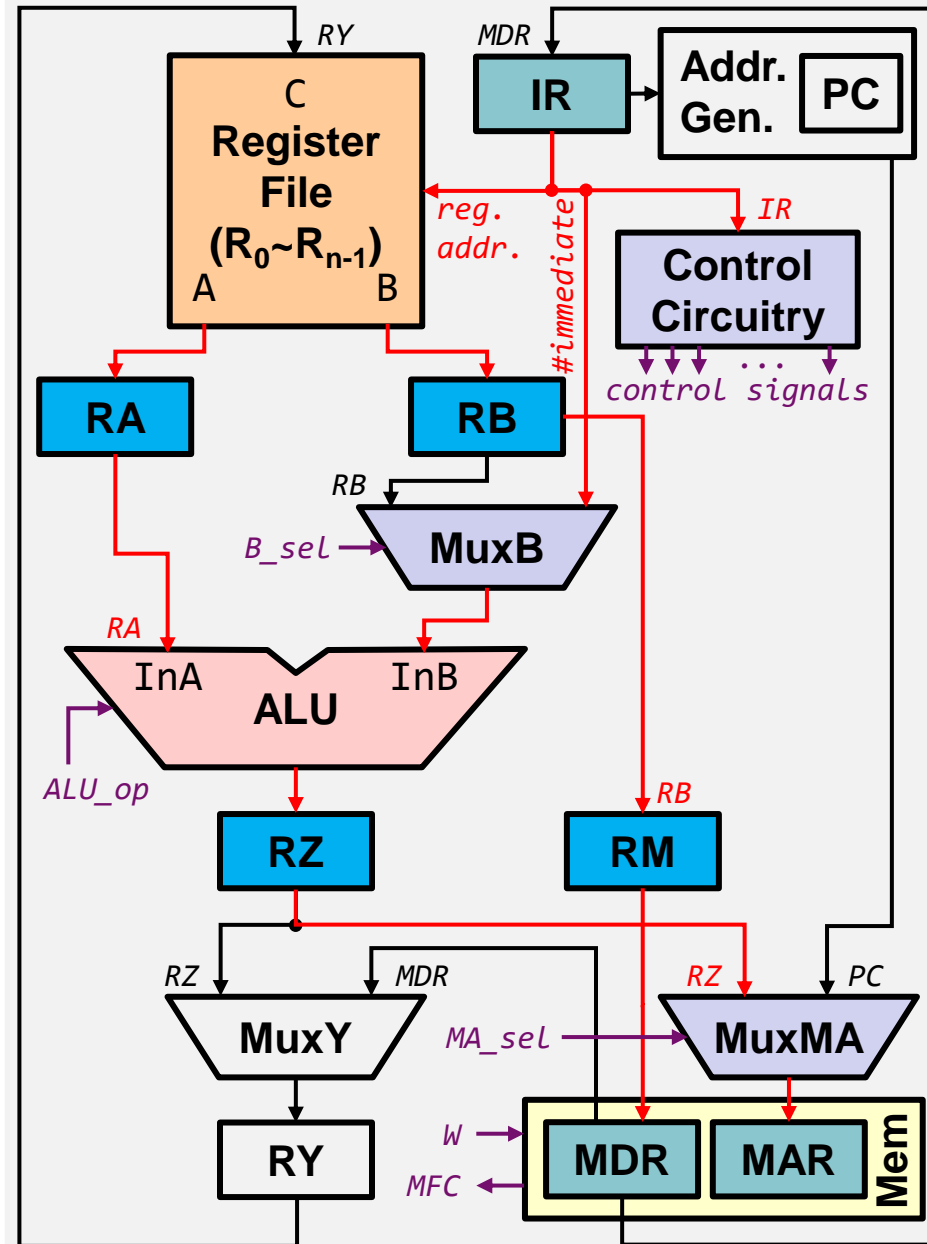 RY
MDR
C
Register
File
(R0~Rn-1)
A
B
IR
Addr.
Gen.
PC
reg.
addr.
#immediate
IR
Control
Circuitry
...
control signals
RA
RB
RB
B_sel
MuxB
RA
InA
InB
ALU
ALU_op
RB
RZ
RM
RZ
MDR
RZ
PC
MuxY
MA_sel
MuxMA
W
MFC
RY
MDR
MAR
Mem